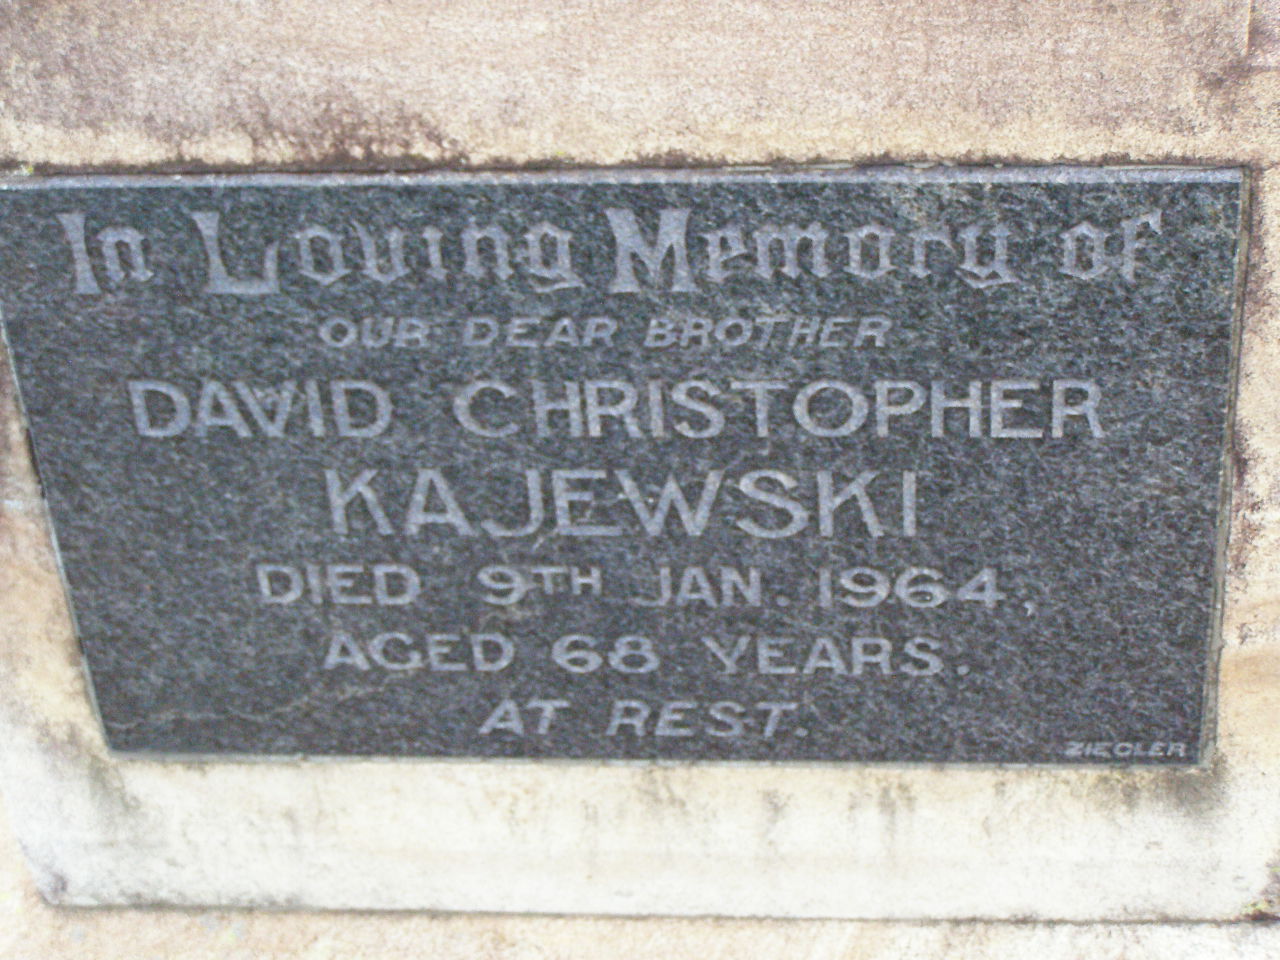 In Loving Memory of
OUR DEAR BROTHER
DAVID CHRISTOPHER
KAJEWSKI
DIED 9TH JAN. 1964,
AGED 68 YEARS.
AT REST.
ZIEGLER